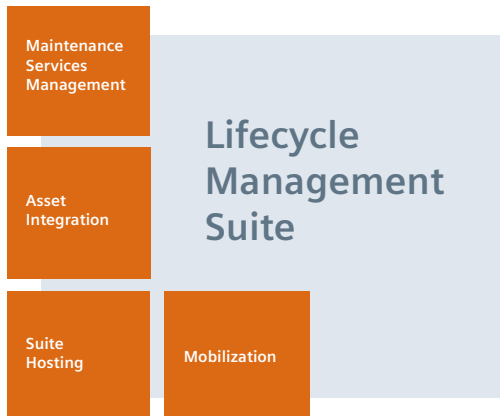 Maintenance
Services
Management
Lifecycle
Management
Suite
Asset
Integration
Suite
Hosting
Mobilization